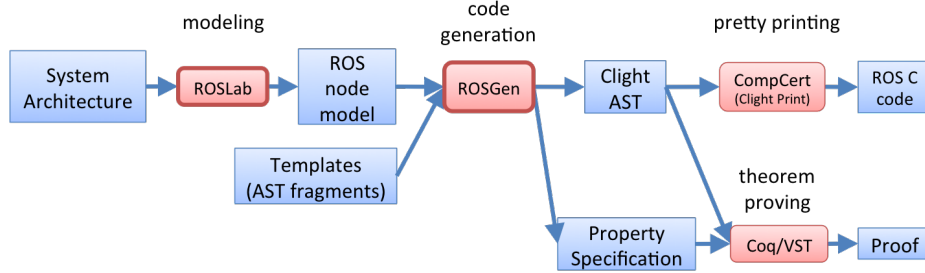 modeling
code
generation
pretty printing
System
Architecture
ROSLab
ROS
node
model
ROSGen
Clight
AST
CompCert
(Clight Print)
ROS C
code
Templates
(AST fragments)
theorem
proving
Property
Specification
Coq/VST
Proof